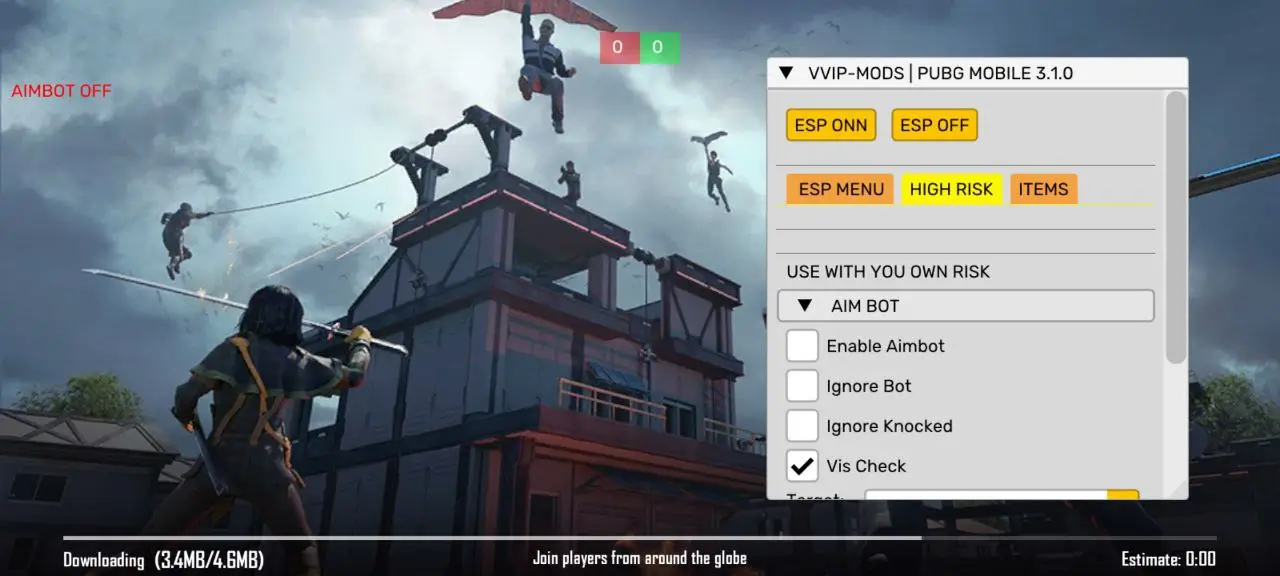 0 0
AIMBOT OFF
▼ VVIP-MODS | PUBG MOBILE 3.1.0
ESP ONN ESP OFF
ESP MENU HIGH RISK ITEMS
USE WITH YOU OWN RISK
▼ AIM BOT
Enable Aimbot
Ignore Bot
Ignore Knocked
Vis Check
Target:
Downloading (3.4MB/4.6MB) Join players from around the globe Estimate: 0:00